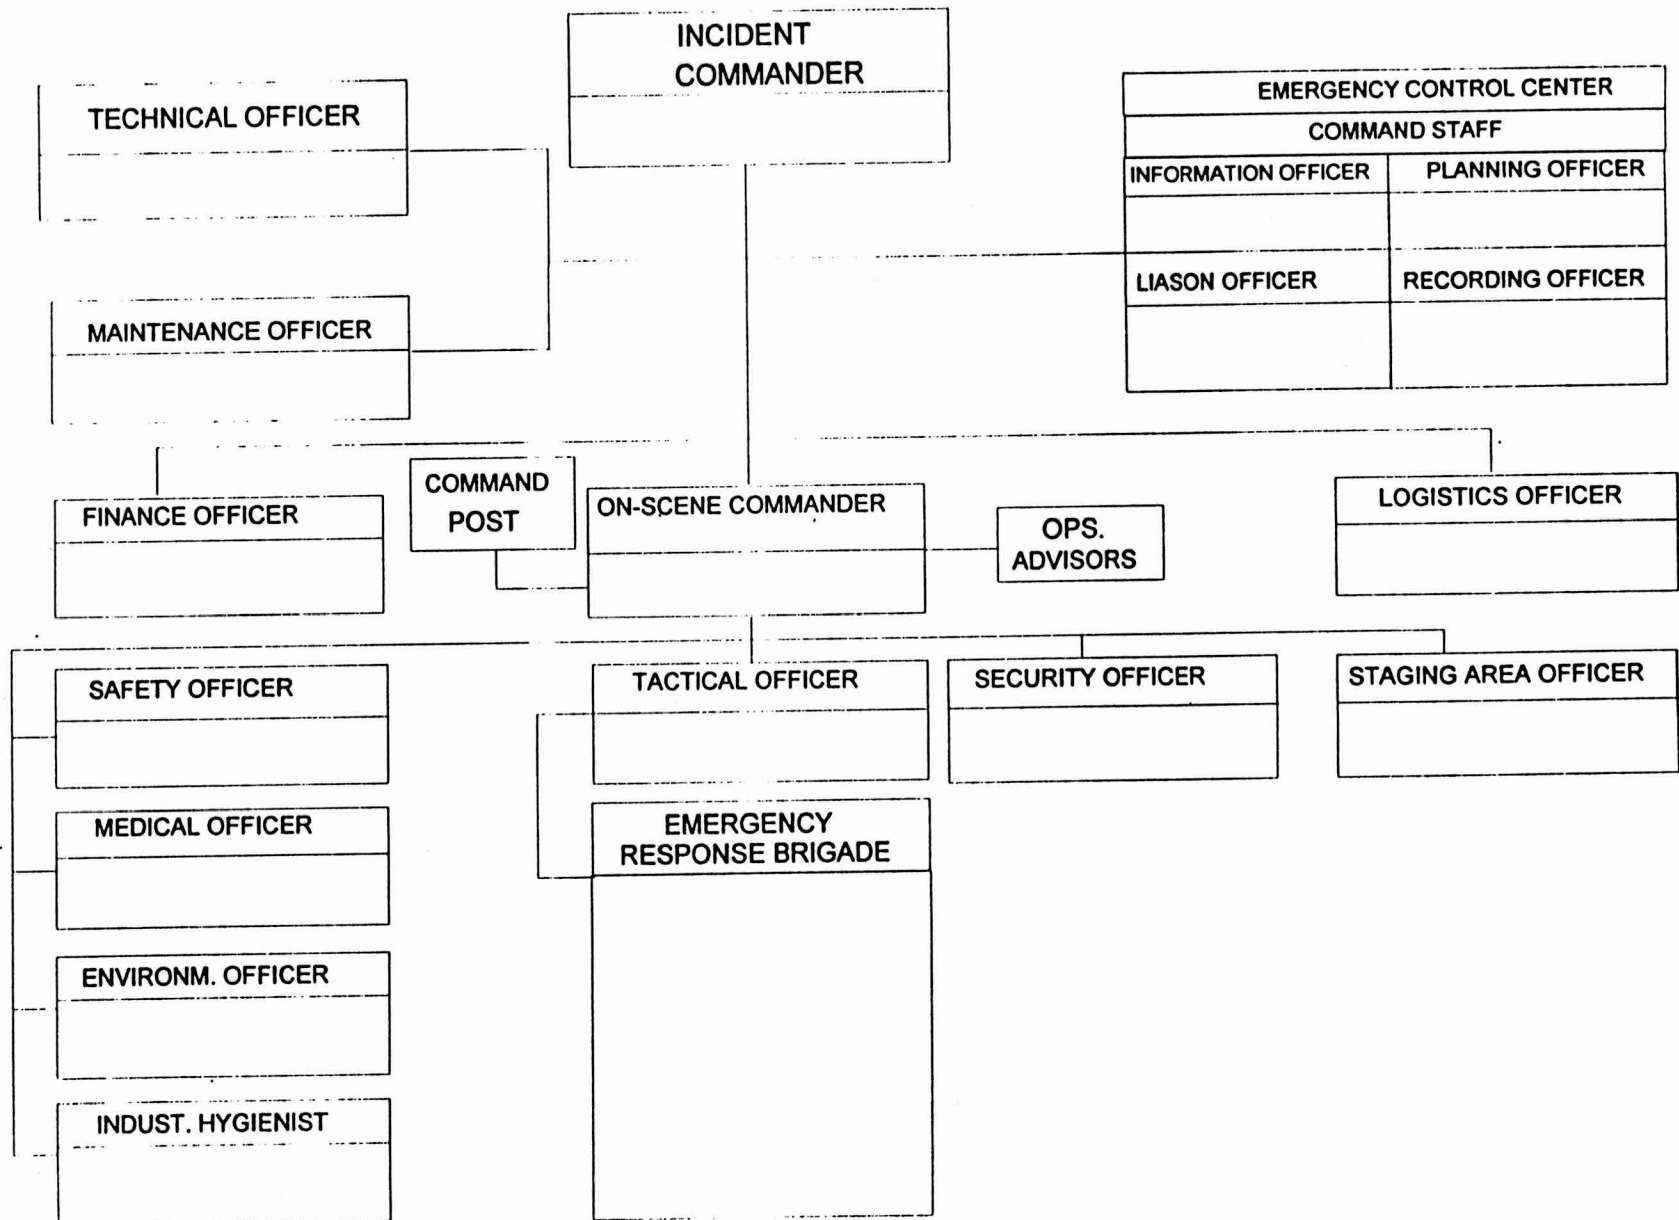 INCIDENT
COMMANDER
TECHNICAL OFFICER
EMERGENCY CONTROL CENTER
COMMAND STAFF
INFORMATION OFFICER
PLANNING OFFICER
LIASON OFFICER
RECORDING OFFICER
MAINTENANCE OFFICER
FINANCE OFFICER
COMMAND
POST
ON-SCENE COMMANDER
OPS.
ADVISORS
LOGISTICS OFFICER
SAFETY OFFICER
TACTICAL OFFICER
SECURITY OFFICER
STAGING AREA OFFICER
MEDICAL OFFICER
EMERGENCY
RESPONSE BRIGADE
ENVIRONM. OFFICER
INDUST. HYGIENIST